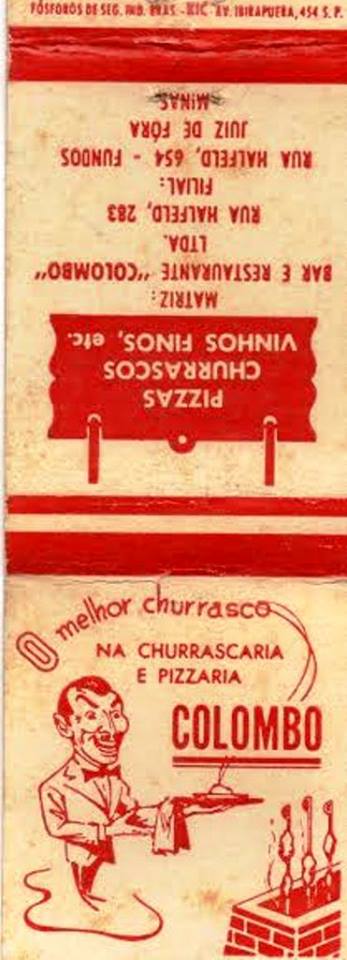 FÓSFOROS DE SEG. IND. BRAS. - KIC - AV. IBIRAPUERA, 454 S. P.
PIZZAS
CHURRASCOS
VINHOS FINOS, etc.
MATRIZ:
BAR E RESTAURANTE "COLOMBO"
LTDA.
RUA HALFELD, 283
FILIAL:
RUA HALFELD, 654 - FUNDOS
JUIZ DE FÓRA
MINAS
O melhor churrasco
NA CHURRASCARIA
E PIZZARIA
COLOMBO